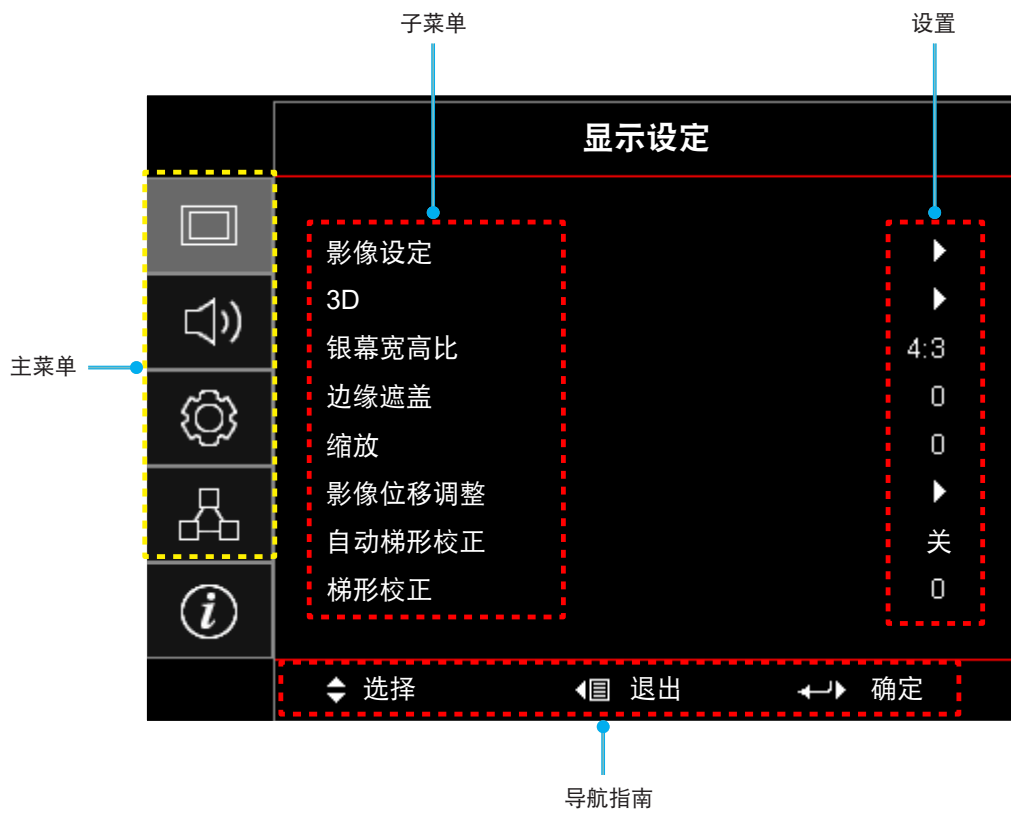 子菜单 设置
显示设定
影像设定
3D
银幕宽高比 4:3
边缘遮盖 0
主菜单
缩放 0
影像位移调整
自动梯形校正 关
梯形校正 0
选择 退出 确定
导航指南